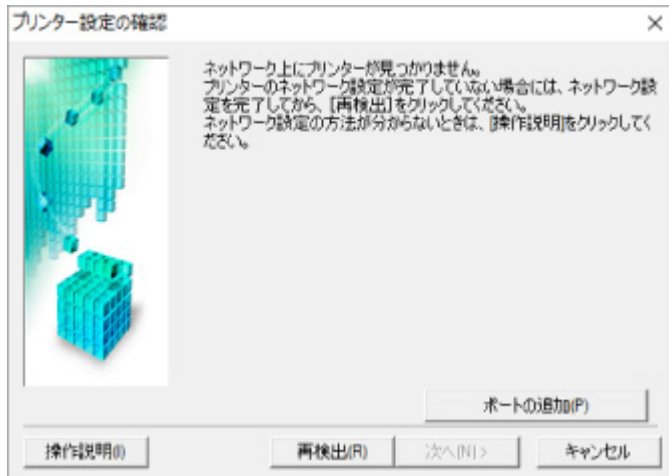 プリンター設定の確認
ネットワーク上にプリンターが見つかりません。
プリンターのネットワーク設定が完了していない場合には、ネットワーク設
定を完了してから、[再検出]をクリックしてください。
ネットワーク設定の方法が分からないときは、[操作説明]をクリックしてく
ださい。
ポートの追加(P)
操作説明(I)
再検出(R)
次へ(N) >
キャンセル